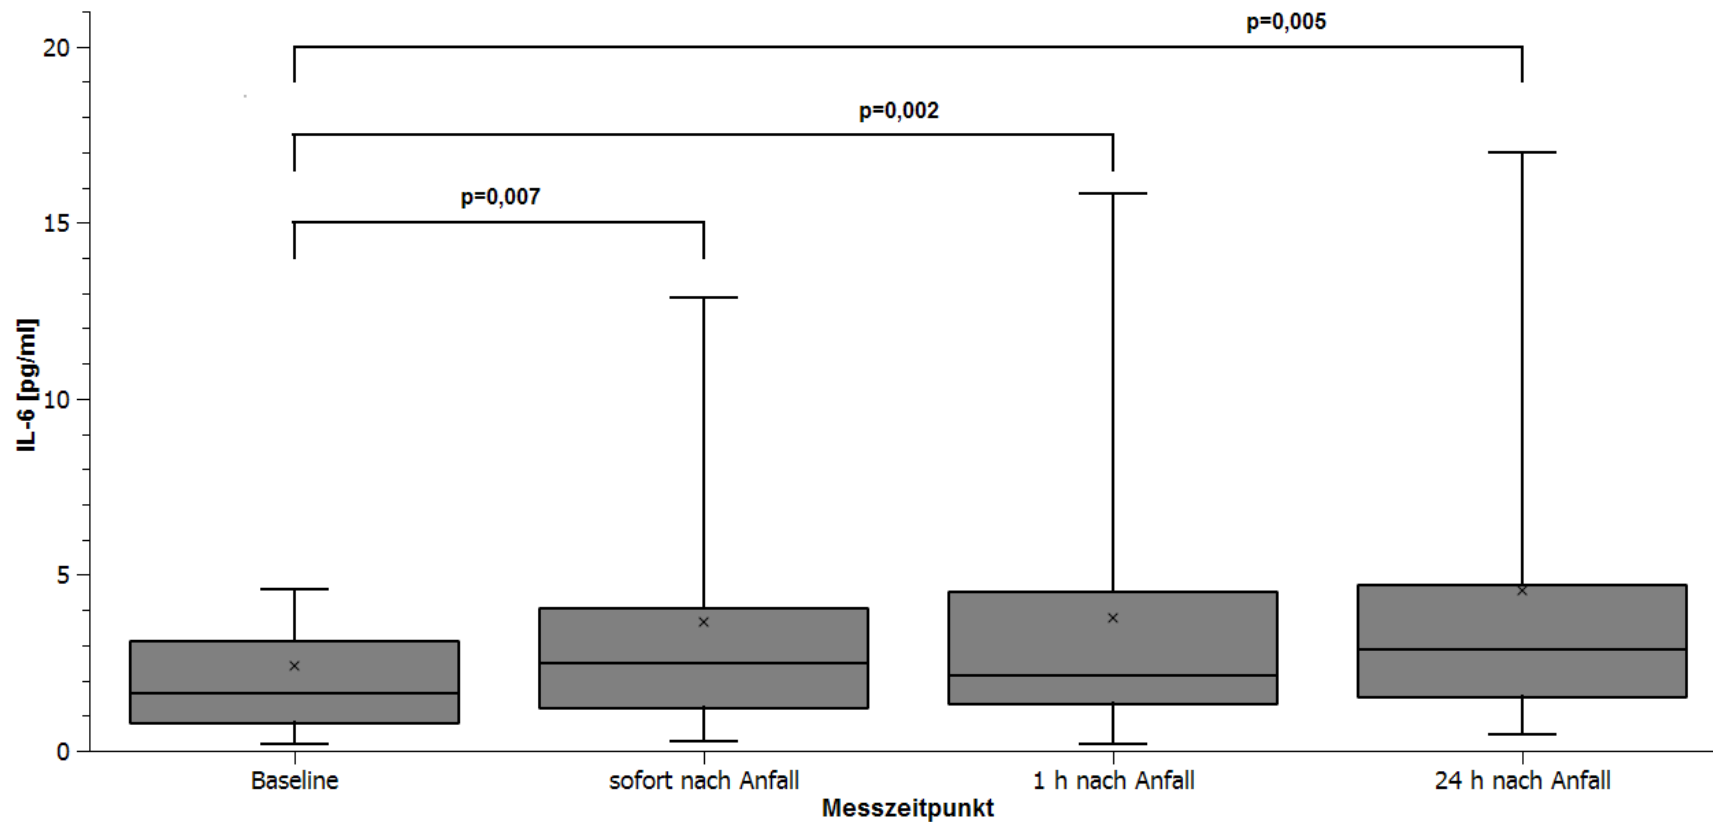 p=0,005
20
p=0,002
p=0,007
15
IL-6 [pg/ml]
10
5
0
Baseline
sofort nach Anfall
1 h nach Anfall
24 h nach Anfall
Messzeitpunkt